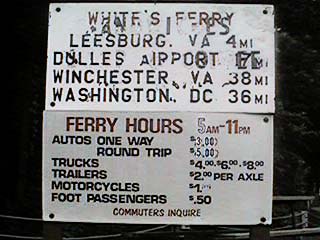 WHITE'S FERRY
LEESBURG, VA 4 MI
DULLES AIRPORT MI
WINCHESTER, VA 38 MI
WASHINGTON, DC 36 MI
FERRY HOURS 5AM-11PM
AUTOS ONE WAY $3.00
ROUND TRIP $5.00
TRUCKS $4.00, $6.00, $8.00
TRAILERS $2.00 PER AXLE
MOTORCYCLES $1.
FOOT PASSENGERS $.50
COMMUTERS INQUIRE